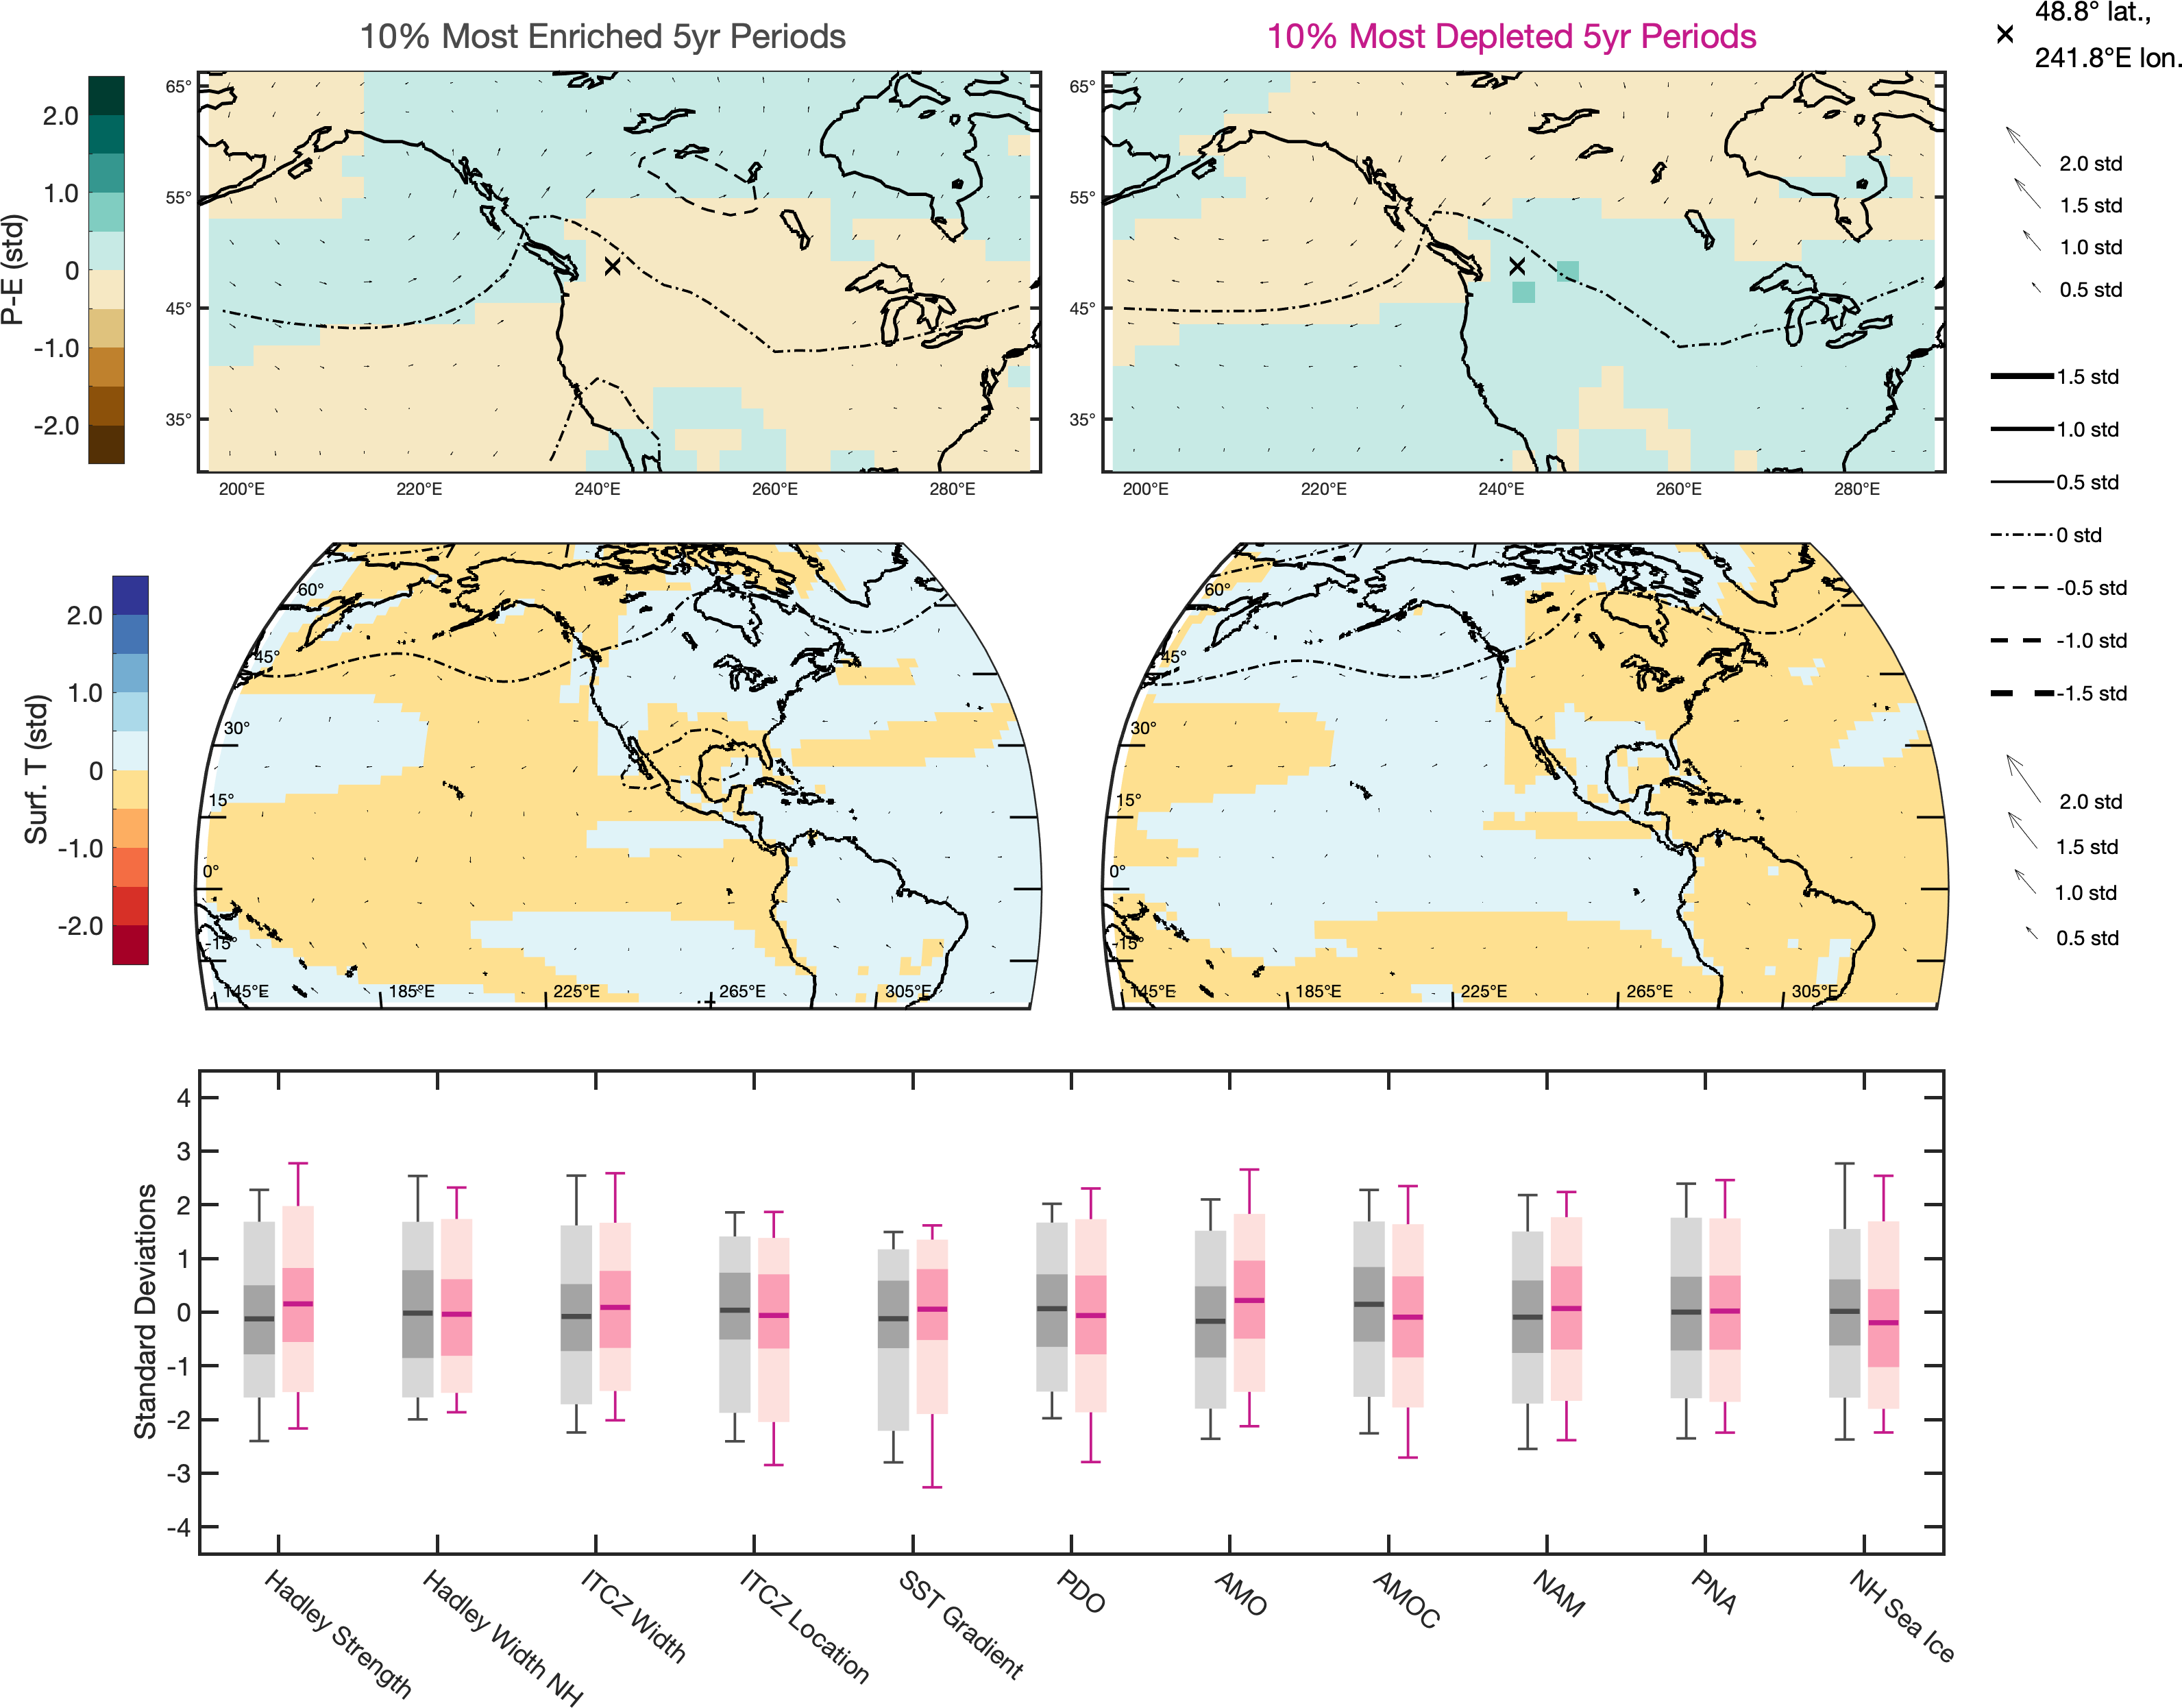 10% Most Enriched 5yr Periods
10% Most Depleted 5yr Periods
48.8° lat.,
241.8°E lon.
P-E (std)
2.0
1.0
0
-1.0
-2.0
65°
55°
45°
35°
200°E
220°E
240°E
260°E
280°E
65°
55°
45°
35°
200°E
220°E
240°E
260°E
280°E
2.0 std
1.5 std
1.0 std
0.5 std
1.5 std
1.0 std
0.5 std
0 std
-0.5 std
-1.0 std
-1.5 std
Surf. T (std)
2.0
1.0
0
-1.0
-2.0
60°
45°
30°
15°
0°
-15°
145°E
185°E
225°E
265°E
305°E
60°
45°
30°
15°
0°
-15°
145°E
185°E
225°E
265°E
305°E
2.0 std
1.5 std
1.0 std
0.5 std
Standard Deviations
4
3
2
1
0
-1
-2
-3
-4
Hadley Strength
Hadley Width NH
ITCZ Width
ITCZ Location
SST Gradient
PDO
AMO
AMOC
NAM
PNA
NH Sea Ice